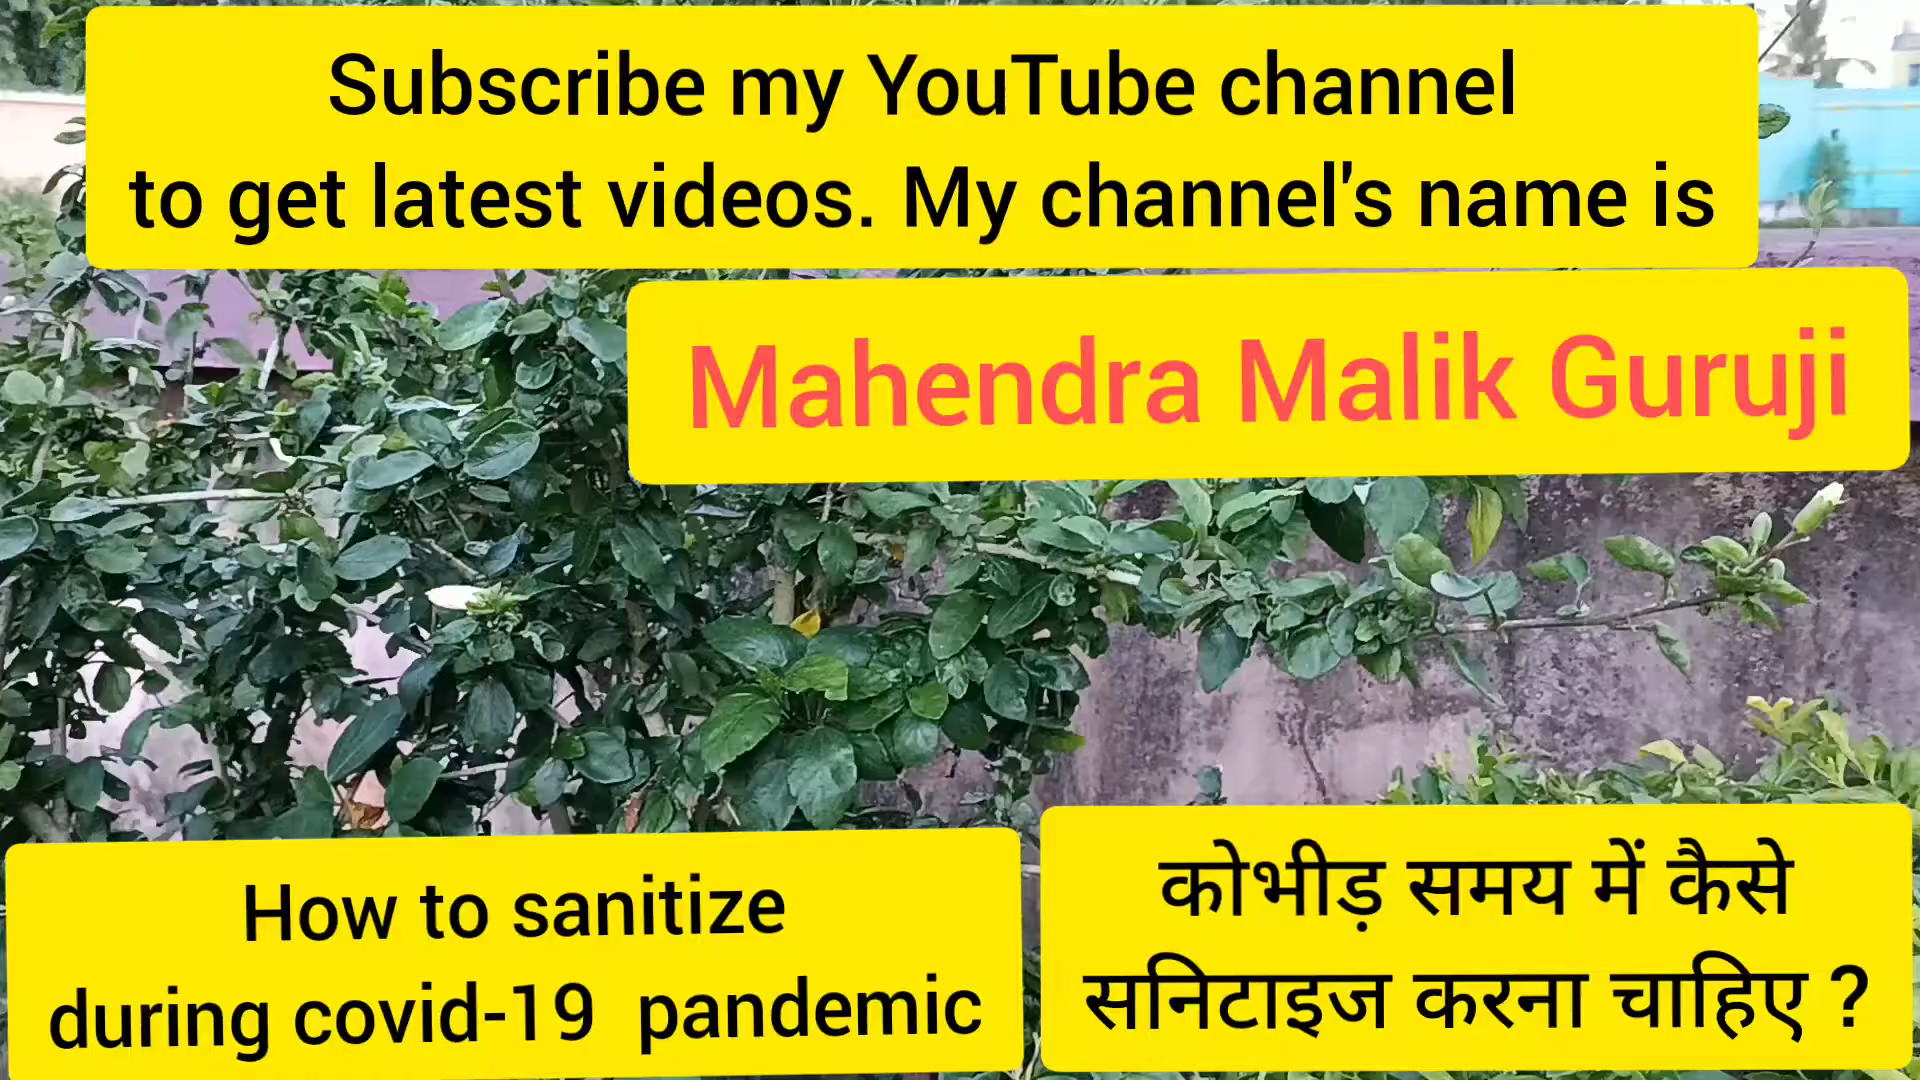 Subscribe my YouTube channel
to get latest videos. My channel's name is
Mahendra Malik Guruji
How to sanitize
during covid-19 pandemic
कोभीड़ समय में कैसे
सनिटाइज करना चाहिए ?